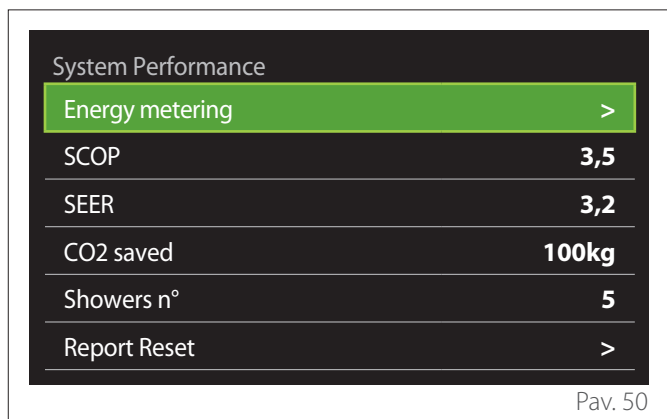 System Performance
Energy metering >
SCOP 3,5
SEER 3,2
CO2 saved 100kg
Showers n° 5
Report Reset >
Pav. 50